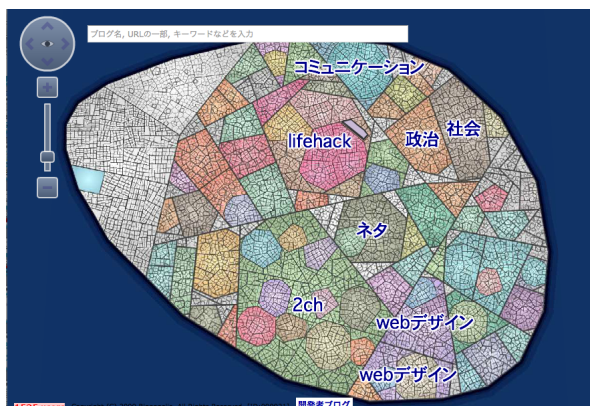 ブログ名, URLの一部, キーワードなどを入力
コミュニケーション
社会
政治
lifehack
ネタ
2ch
webデザイン
webデザイン
開発者ブログ